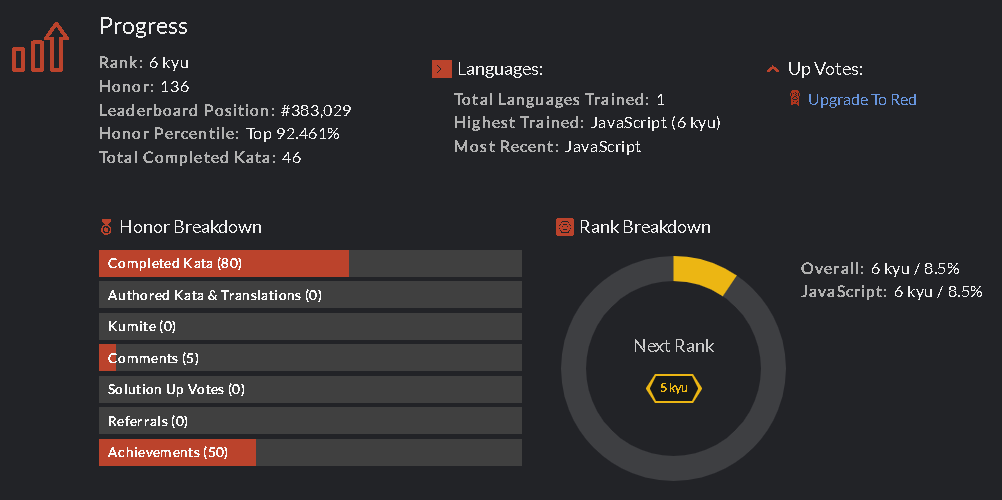 Progress
Rank: 6 kyu
Honor: 136
Leaderboard Position: #383,029
Honor Percentile: Top 92.461%
Total Completed Kata: 46
Languages:
Total Languages Trained: 1
Highest Trained: JavaScript (6 kyu)
Most Recent: JavaScript
Up Votes:
Upgrade To Red
Honor Breakdown
Completed Kata (80)
Authored Kata & Translations (0)
Kumite (0)
Comments (5)
Solution Up Votes (0)
Referrals (0)
Achievements (50)
Rank Breakdown
Next Rank
5 kyu
Overall: 6 kyu / 8.5%
JavaScript: 6 kyu / 8.5%